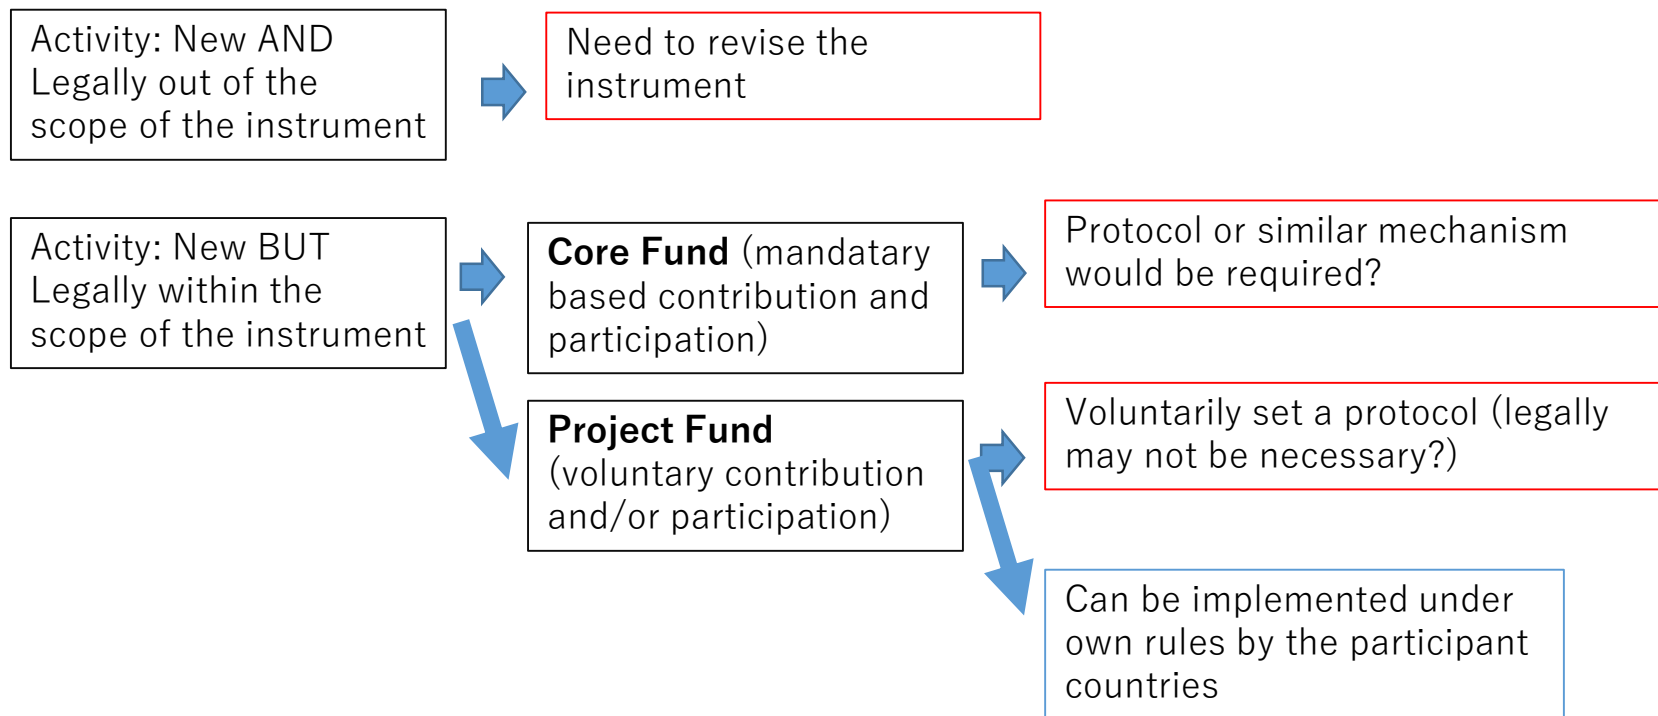 Activity: New AND
Legally out of the
scope of the instrument
Need to revise the
instrument
Activity: New BUT
Legally within the
scope of the instrument
Core Fund (mandatary
based contribution and
participation)
Protocol or similar mechanism
would be required?
Project Fund
(voluntary contribution
and/or participation)
Voluntarily set a protocol (legally
may not be necessary?)
Can be implemented under
own rules by the participant
countries